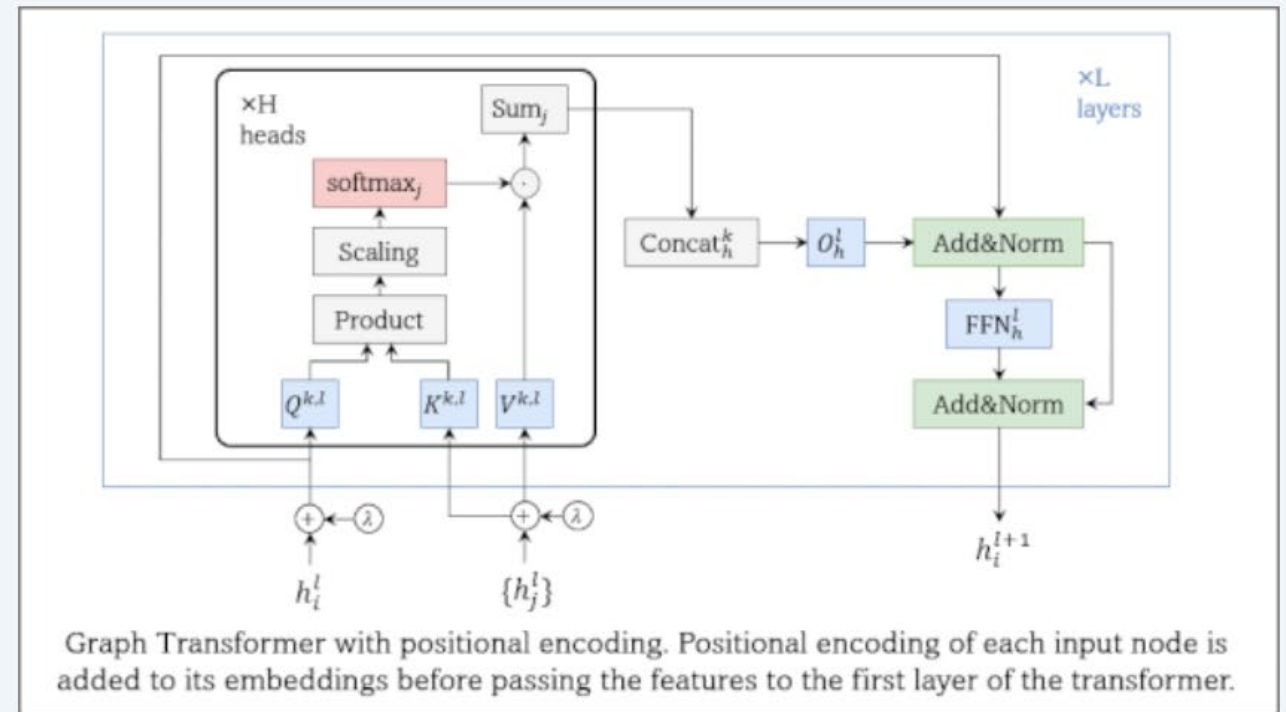 ×H
heads
Sum_j
×L
layers
softmax_j
Scaling
Concat_h^k
O_h^l
Add&Norm
Product
FFN_h^l
Q^{k,l}
K^{k,l}
V^{k,l}
Add&Norm
+
λ
+
λ
h_i^l
{h_j^l}
h_i^{l+1}
Graph Transformer with positional encoding. Positional encoding of each input node is
added to its embeddings before passing the features to the first layer of the transformer.